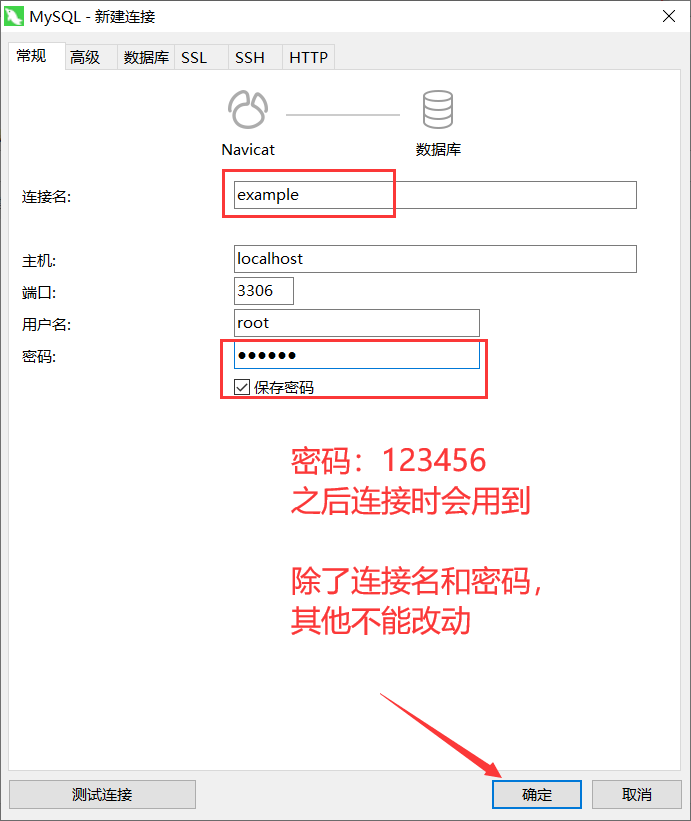 MySQL - 新建连接
常规 高级 数据库 SSL SSH HTTP
Navicat 数据库
连接名: example
主机: localhost
端口: 3306
用户名: root
密码: ●●●●●●
保存密码
密码：123456
之后连接时会用到
除了连接名和密码，
其他不能改动
测试连接 确定 取消